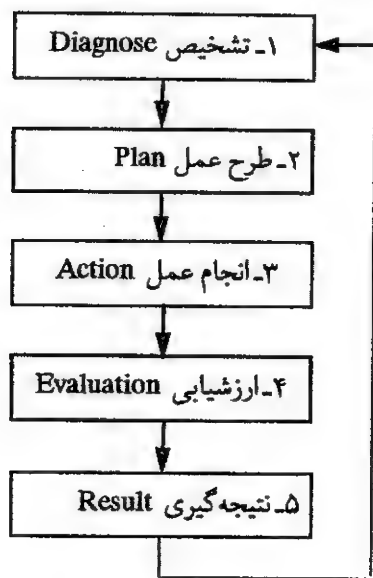 ۱ـ تشخیص Diagnose
۲ـ طرح عمل Plan
۳ـ انجام عمل Action
۴ـ ارزشیابی Evaluation
۵ـ نتیجه‌گیری Result